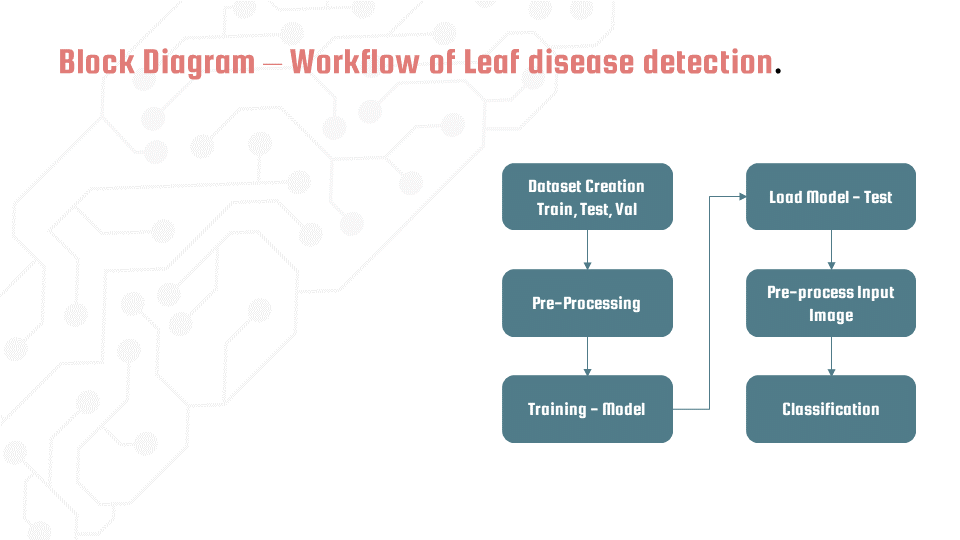 Block Diagram — Workflow of Leaf disease detection.
Dataset Creation
Train, Test, Val
Pre-Processing
Training - Model
Load Model - Test
Pre-process Input
Image
Classification